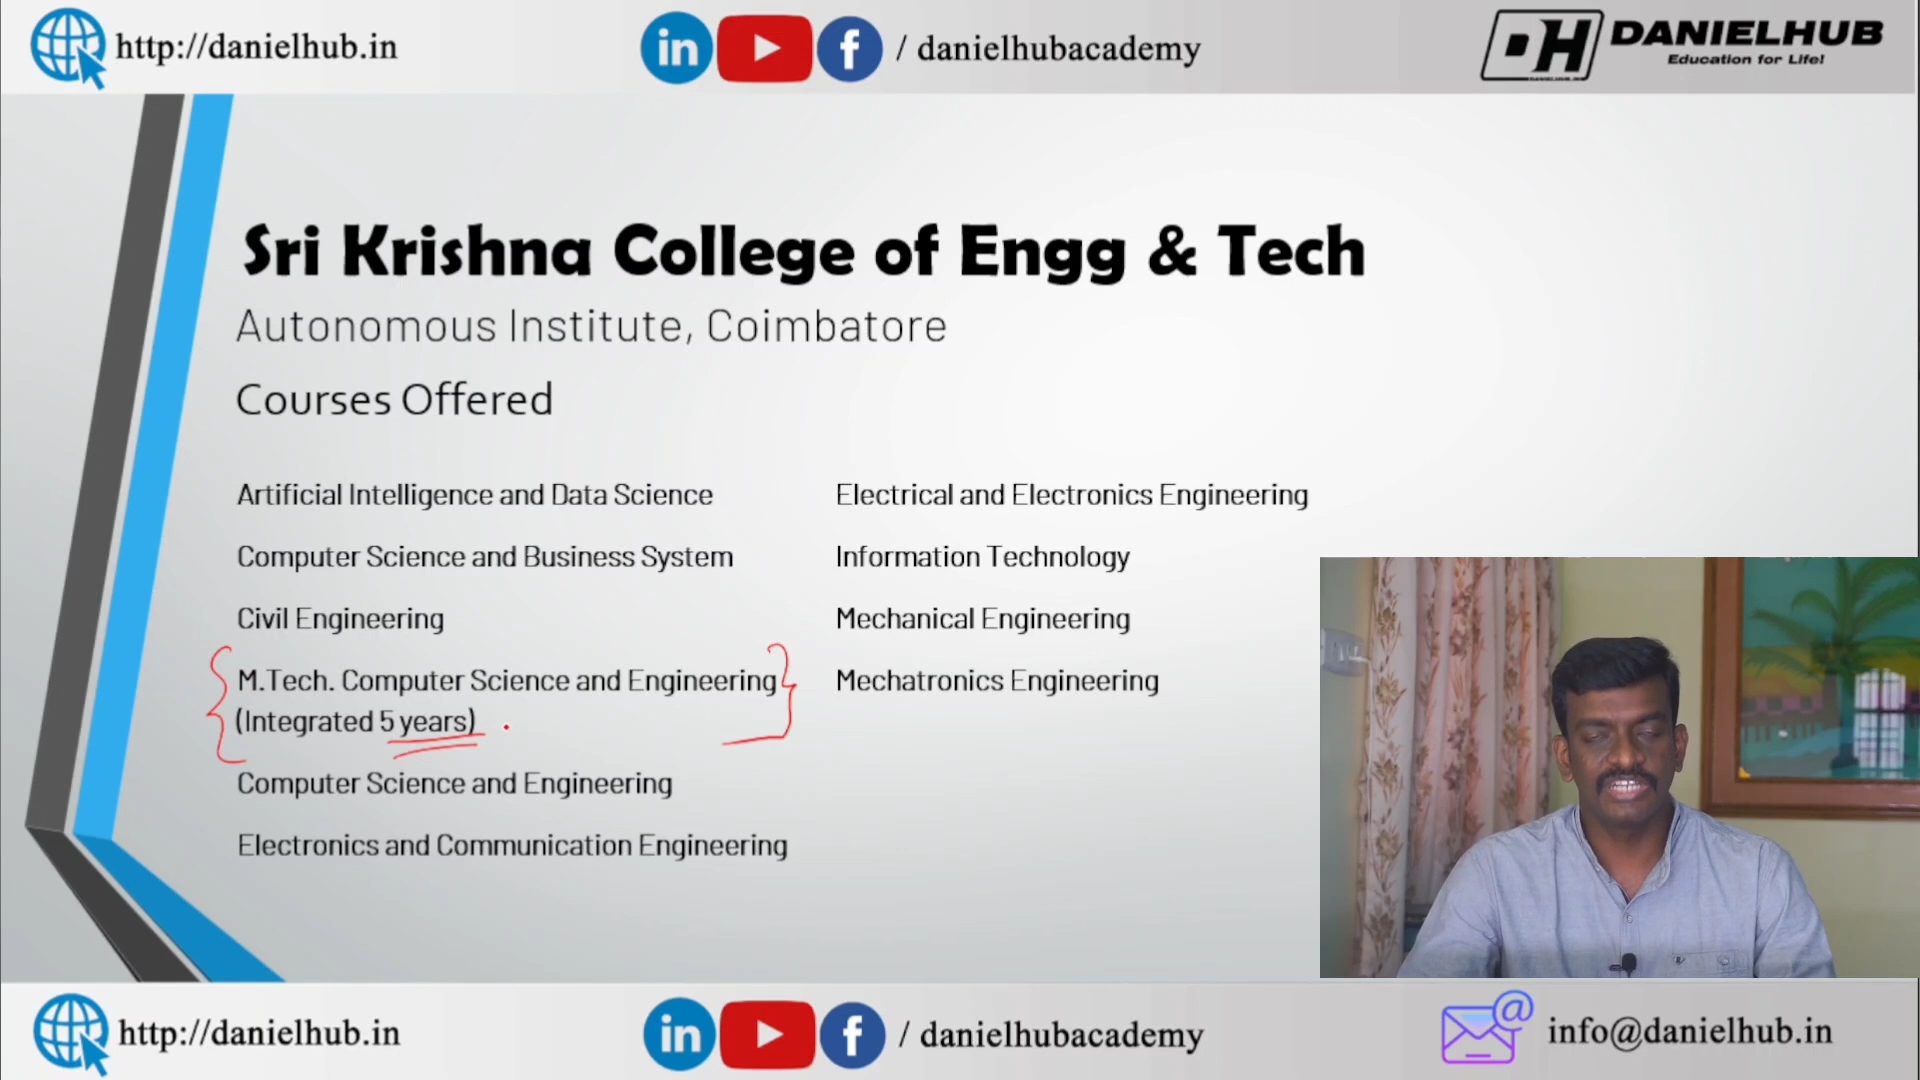 http://danielhub.in
in f / danielhubacademy
DH DANIELHUB
Education for Life!
Sri Krishna College of Engg & Tech
Autonomous Institute, Coimbatore
Courses Offered
Artificial Intelligence and Data Science
Computer Science and Business System
Civil Engineering
M.Tech. Computer Science and Engineering
(Integrated 5 years)
Computer Science and Engineering
Electronics and Communication Engineering
Electrical and Electronics Engineering
Information Technology
Mechanical Engineering
Mechatronics Engineering
http://danielhub.in
in f / danielhubacademy
@ info@danielhub.in